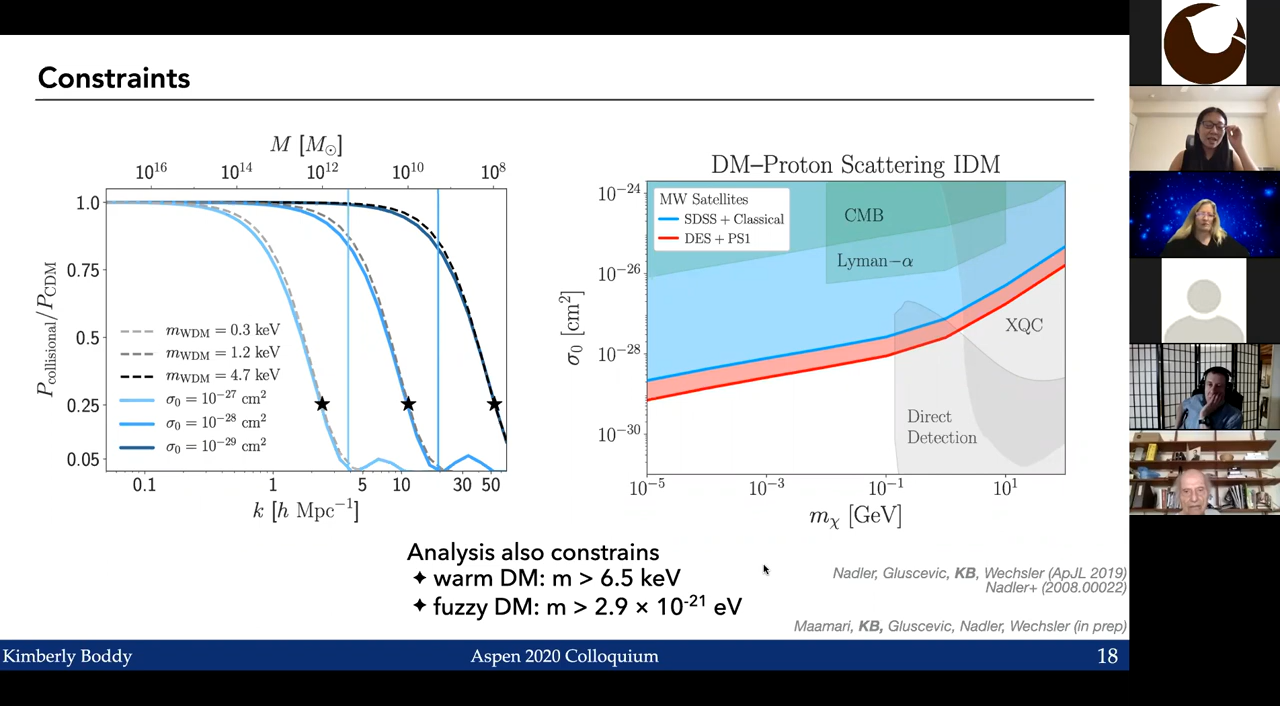 Constraints
M [M☉]
10^16 10^14 10^12 10^10 10^8
P_collisional/P_CDM
1.0
0.75
0.5
0.25
0.05
m_WDM = 0.3 keV
m_WDM = 1.2 keV
m_WDM = 4.7 keV
σ_0 = 10^-27 cm^2
σ_0 = 10^-28 cm^2
σ_0 = 10^-29 cm^2
0.1 1 5 10 30 50
k [h Mpc^-1]
DM–Proton Scattering IDM
σ_0 [cm^2]
10^-24
10^-26
10^-28
10^-30
MW Satellites
SDSS + Classical
DES + PS1
CMB
Lyman-α
XQC
Direct
Detection
10^-5 10^-3 10^-1 10^1
m_χ [GeV]
Analysis also constrains
✦ warm DM: m > 6.5 keV
✦ fuzzy DM: m > 2.9 × 10^-21 eV
Nadler, Gluscevic, KB, Wechsler (ApJL 2019)
Nadler+ (2008.00022)
Maamari, KB, Gluscevic, Nadler, Wechsler (in prep)
Kimberly Boddy Aspen 2020 Colloquium 18